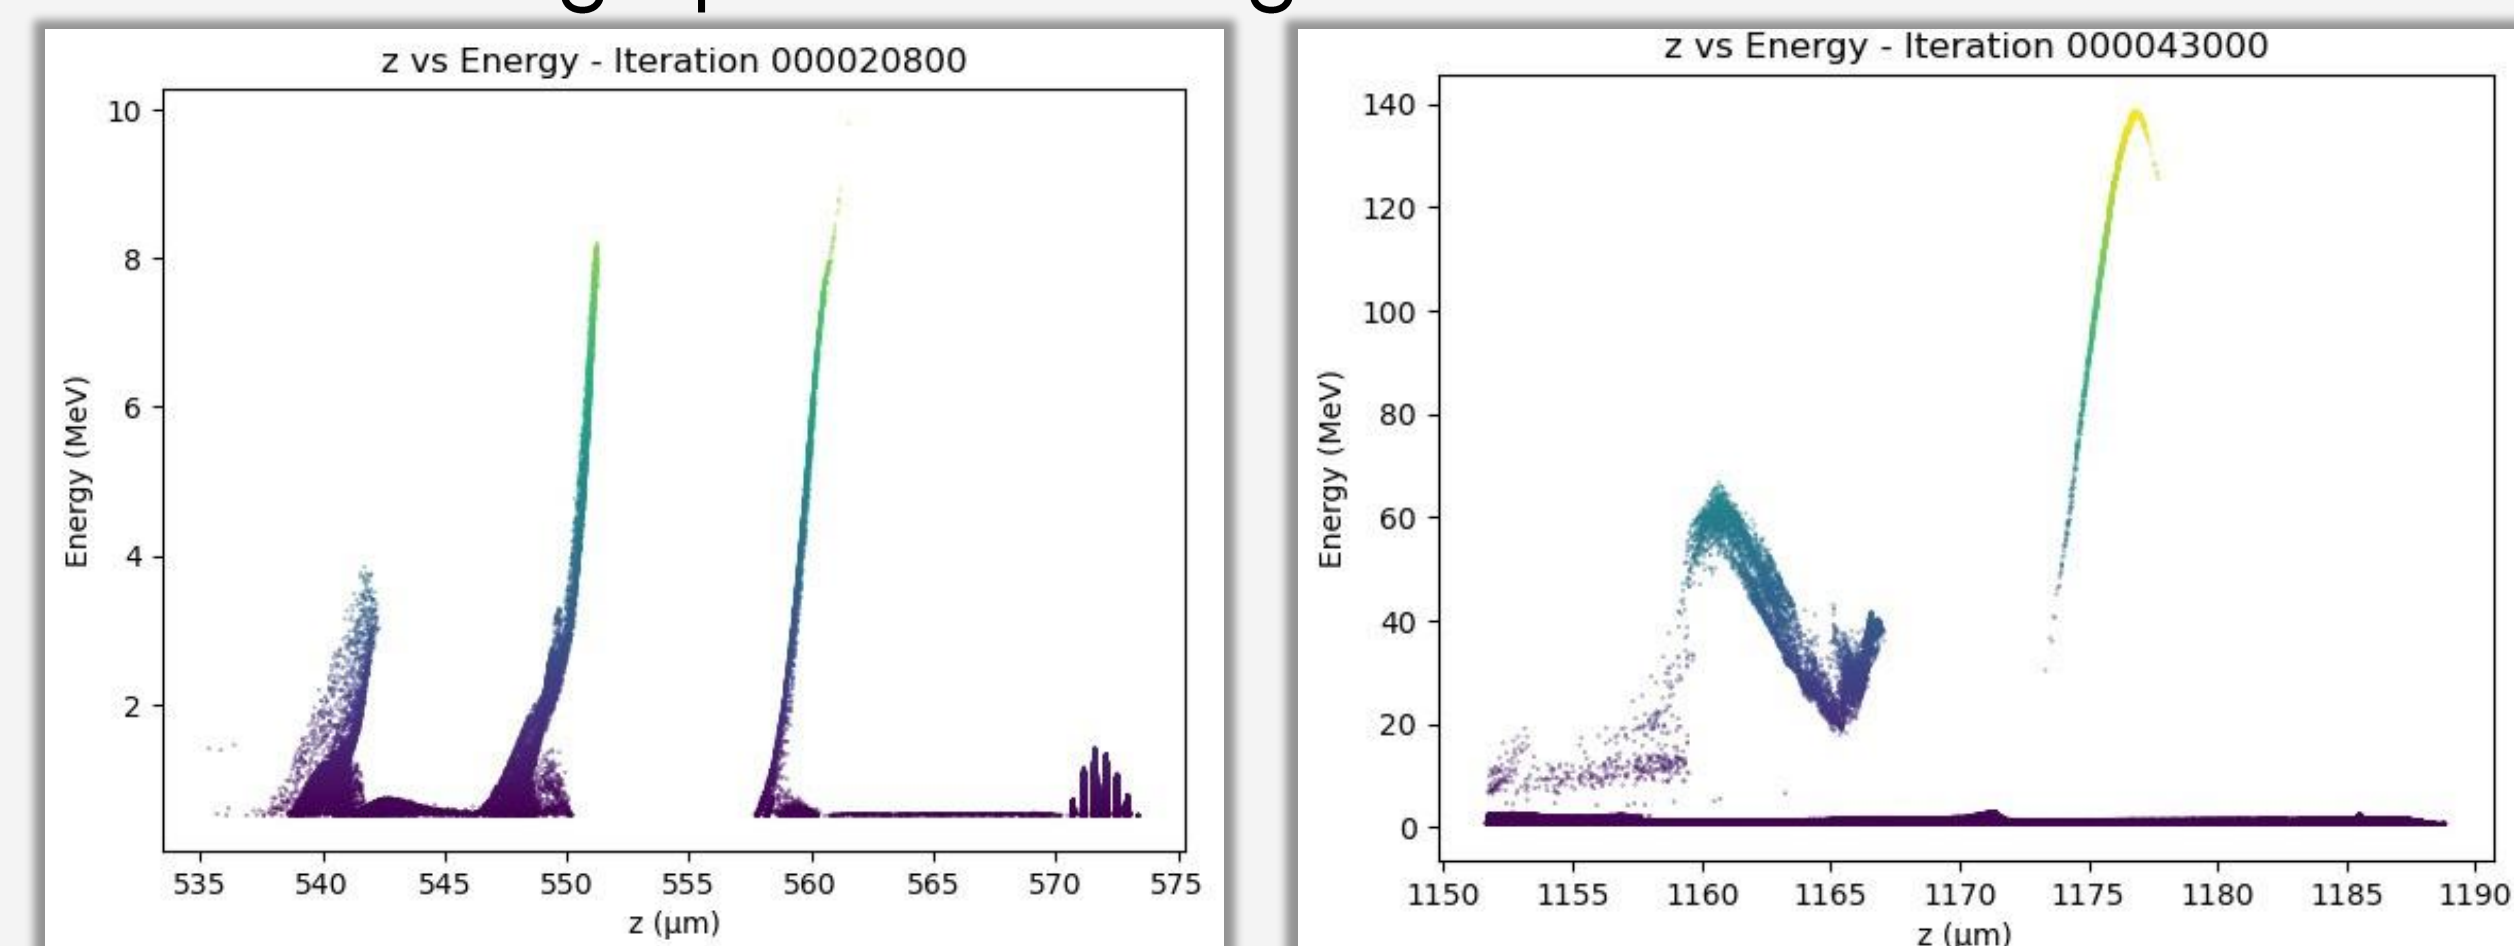 z vs Energy - Iteration 000020800
10
8
6
4
2
Energy (MeV)
535 540 545 550 555 560 565 570 575
z (µm)
z vs Energy - Iteration 000043000
140
120
100
80
60
40
20
0
Energy (MeV)
1150 1155 1160 1165 1170 1175 1180 1185 1190
z (µm)